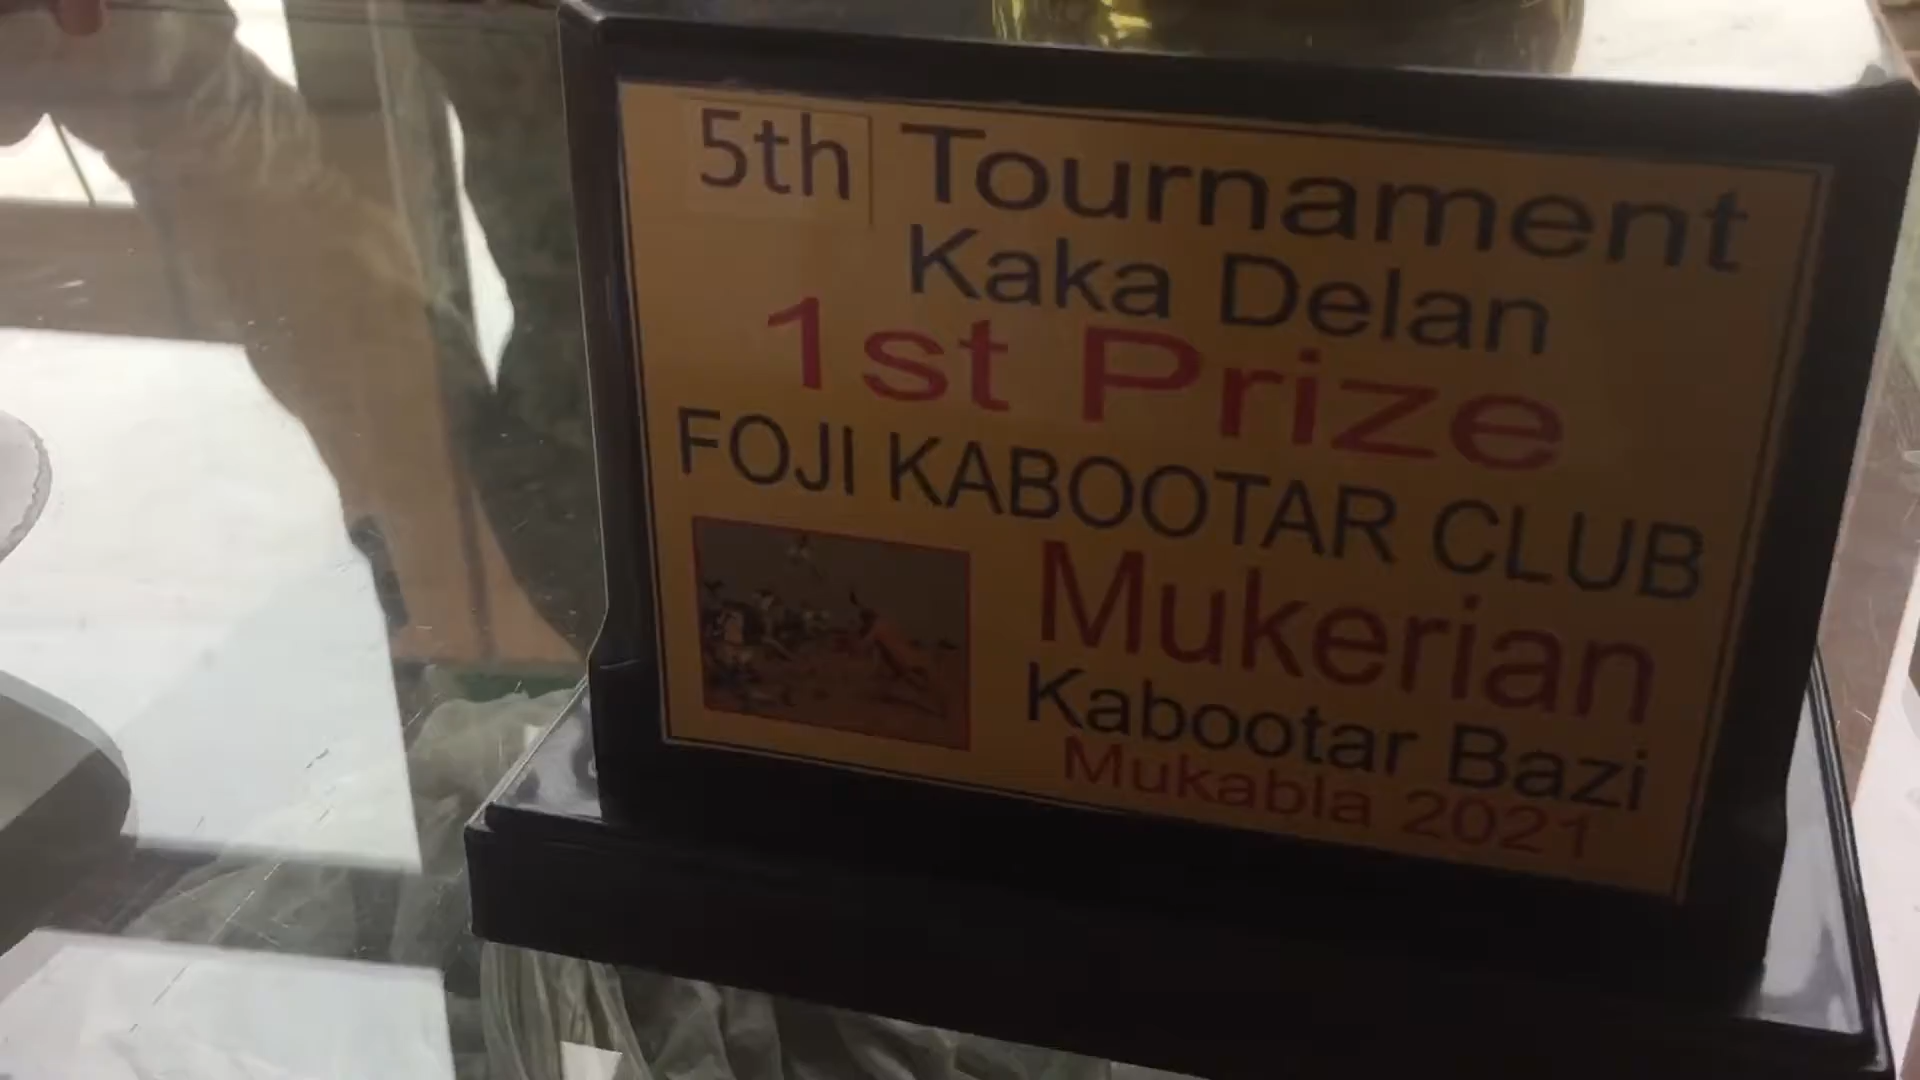 5th Tournament
Kaka Delan
1st Prize
FOJI KABOOTAR CLUB
Mukerian
Kabootar Bazi
Mukabla 2021